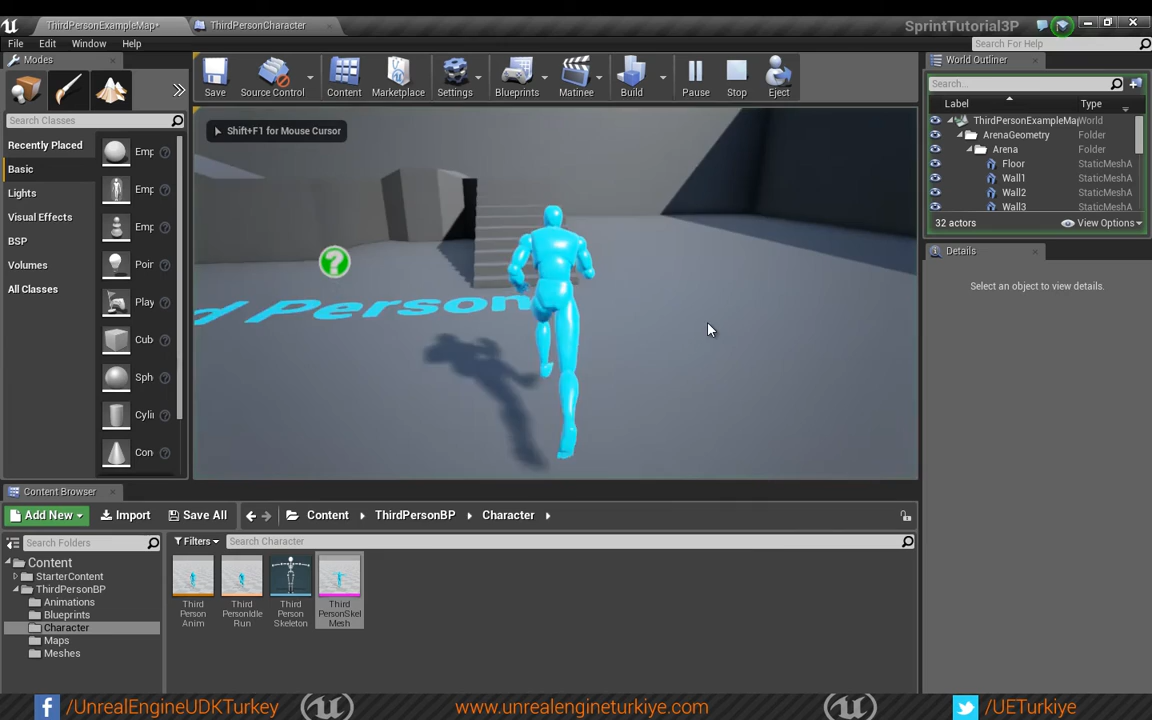 ThirdPersonExampleMap*
ThirdPersonCharacter
SprintTutorial3P
File
Edit
Window
Help
Search For Help
Modes
World Outliner
Save
Source Control
Content
Marketplace
Settings
Blueprints
Matinee
Build
Pause
Stop
Eject
Search...
Label
Type
Search Classes
Recently Placed
Basic
Lights
Visual Effects
BSP
Volumes
All Classes
Emp
Emp
Emp
Poir
Play
Cub
Sph
Cylii
Con
Shift+F1 for Mouse Cursor
d Person
ThirdPersonExampleMap
World
ArenaGeometry
Folder
Arena
Folder
Floor
StaticMeshA
Wall1
StaticMeshA
Wall2
StaticMeshA
Wall3
StaticMeshA
32 actors
View Options
Details
Select an object to view details.
Content Browser
Add New
Import
Save All
Content
ThirdPersonBP
Character
Search Folders
Filters
Search Character
Content
StarterContent
ThirdPersonBP
Animations
Blueprints
Character
Maps
Meshes
Third
Person
Anim
Third
PersonIdle
Run
Third
Person
Skeleton
Third
PersonSkel
Mesh
/UnrealEngineUDKTurkey
www.unrealengineturkiye.com
/UETurkiye